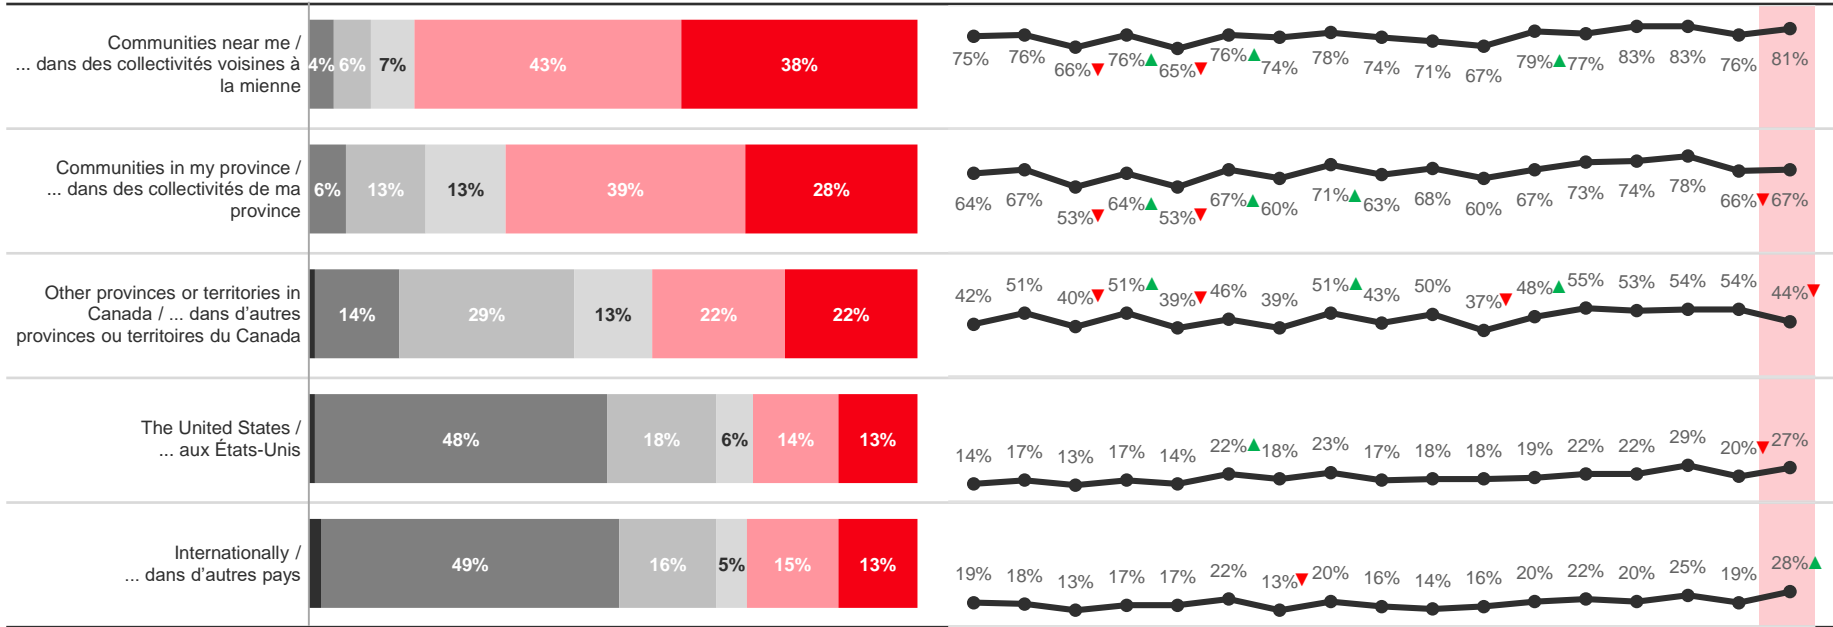 Communities near me /
... dans des collectivités voisines à
la mienne
4% 6% 7% 43% 38%
75% 76% 66%▼ 76%▲ 65%▼ 76%▲ 74% 78% 74% 71% 67% 79%▲ 77% 83% 83% 76% 81%
Communities in my province /
... dans des collectivités de ma
province
6% 13% 13% 39% 28%
64% 67% 53%▼ 64%▲ 53%▼ 67%▲ 60% 71%▲ 63% 68% 60% 67% 73% 74% 78% 66%▼ 67%
Other provinces or territories in
Canada / ... dans d'autres
provinces ou territoires du Canada
14% 29% 13% 22% 22%
42% 51% 40%▼ 51%▲ 39%▼ 46% 39% 51%▲ 43% 50% 37%▼ 48%▲ 55% 53% 54% 54% 44%▼
The United States /
... aux États-Unis
48% 18% 6% 14% 13%
14% 17% 13% 17% 14% 22%▲ 18% 23% 17% 18% 18% 19% 22% 22% 29% 20%▼ 27%
Internationally /
... dans d'autres pays
49% 16% 5% 15% 13%
19% 18% 13% 17% 17% 22% 13%▼ 20% 16% 14% 16% 20% 22% 20% 25% 19% 28%▲